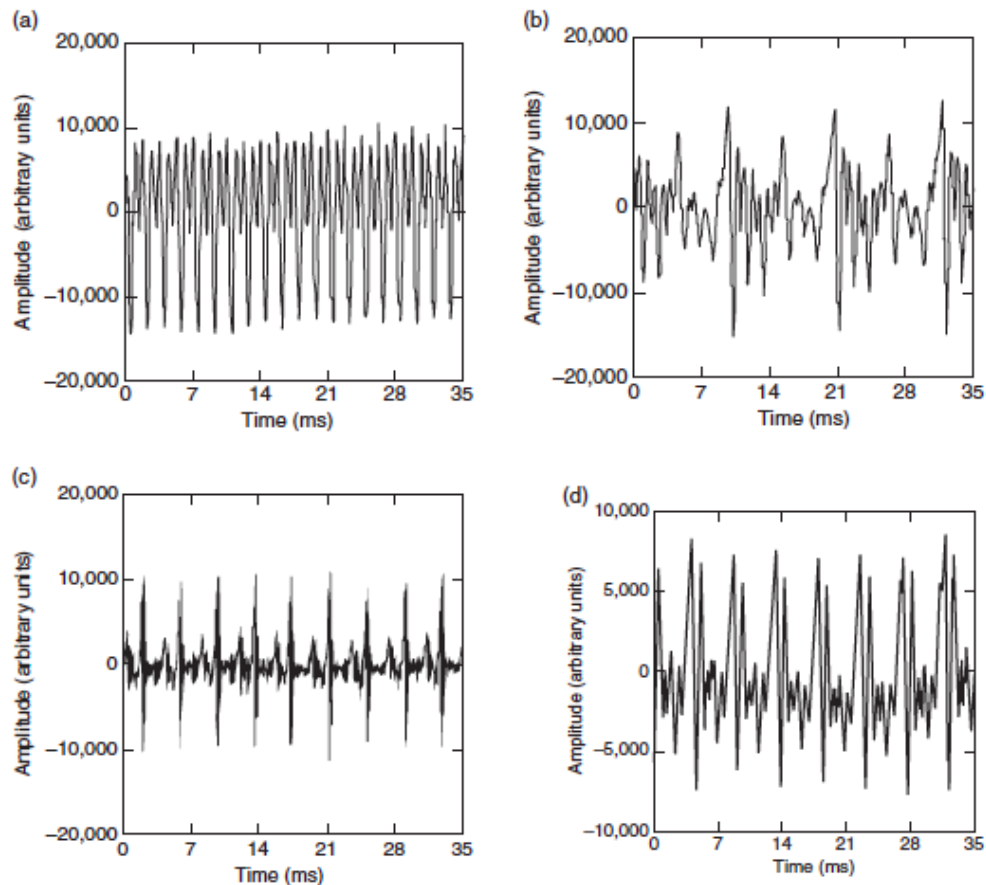 (a)
20,000
10,000
0
−10,000
−20,000
Amplitude (arbitrary units)
0 7 14 21 28 35
Time (ms)
(b)
20,000
10,000
0
−10,000
−20,000
Amplitude (arbitrary units)
0 7 14 21 28 35
Time (ms)
(c)
20,000
10,000
0
−10,000
−20,000
Amplitude (arbitrary units)
0 7 14 21 28 35
Time (ms)
(d)
10,000
5,000
0
−5,000
−10,000
Amplitude (arbitrary units)
0 7 14 21 28 35
Time (ms)